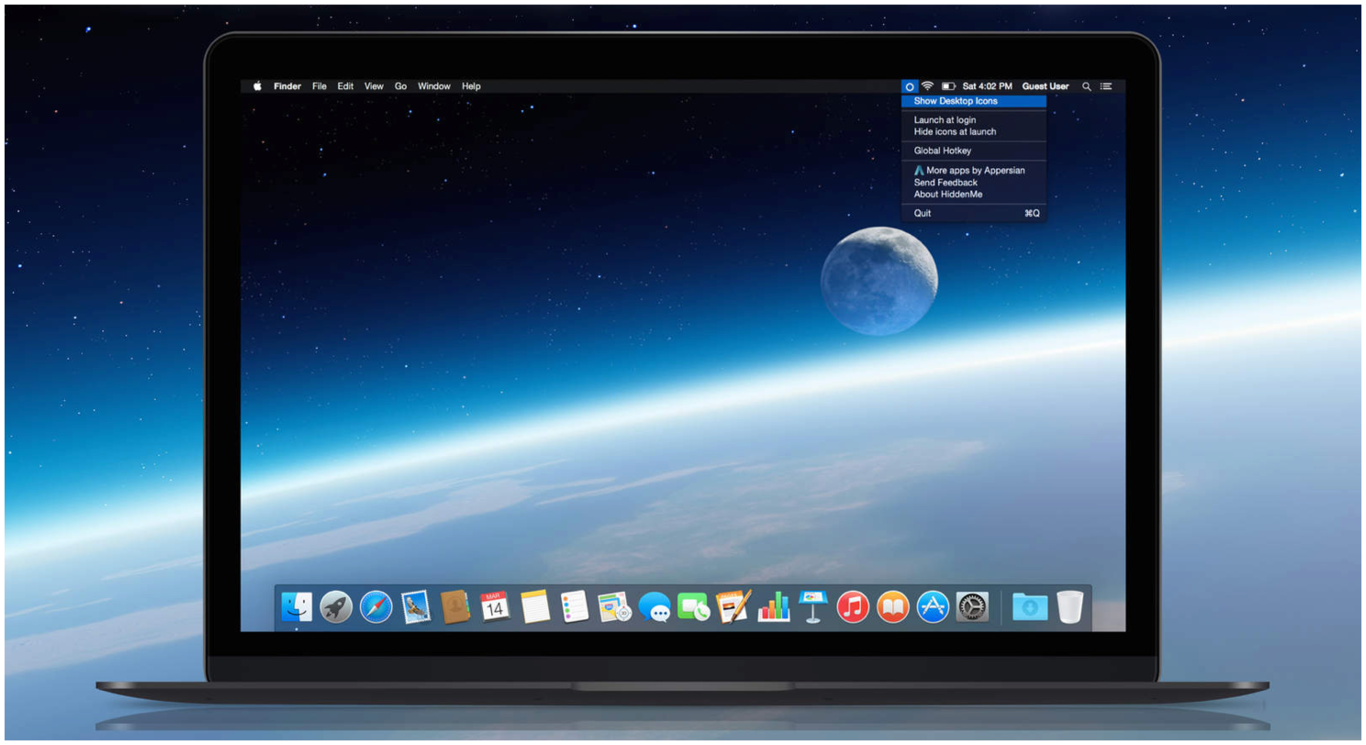 Finder File Edit View Go Window Help Sat 4:02 PM Guest User
Show Desktop Icons
Launch at login
Hide icons at launch
Global Hotkey
More apps by Appersian
Send Feedback
About HiddenMe
Quit ⌘Q
MAR
14